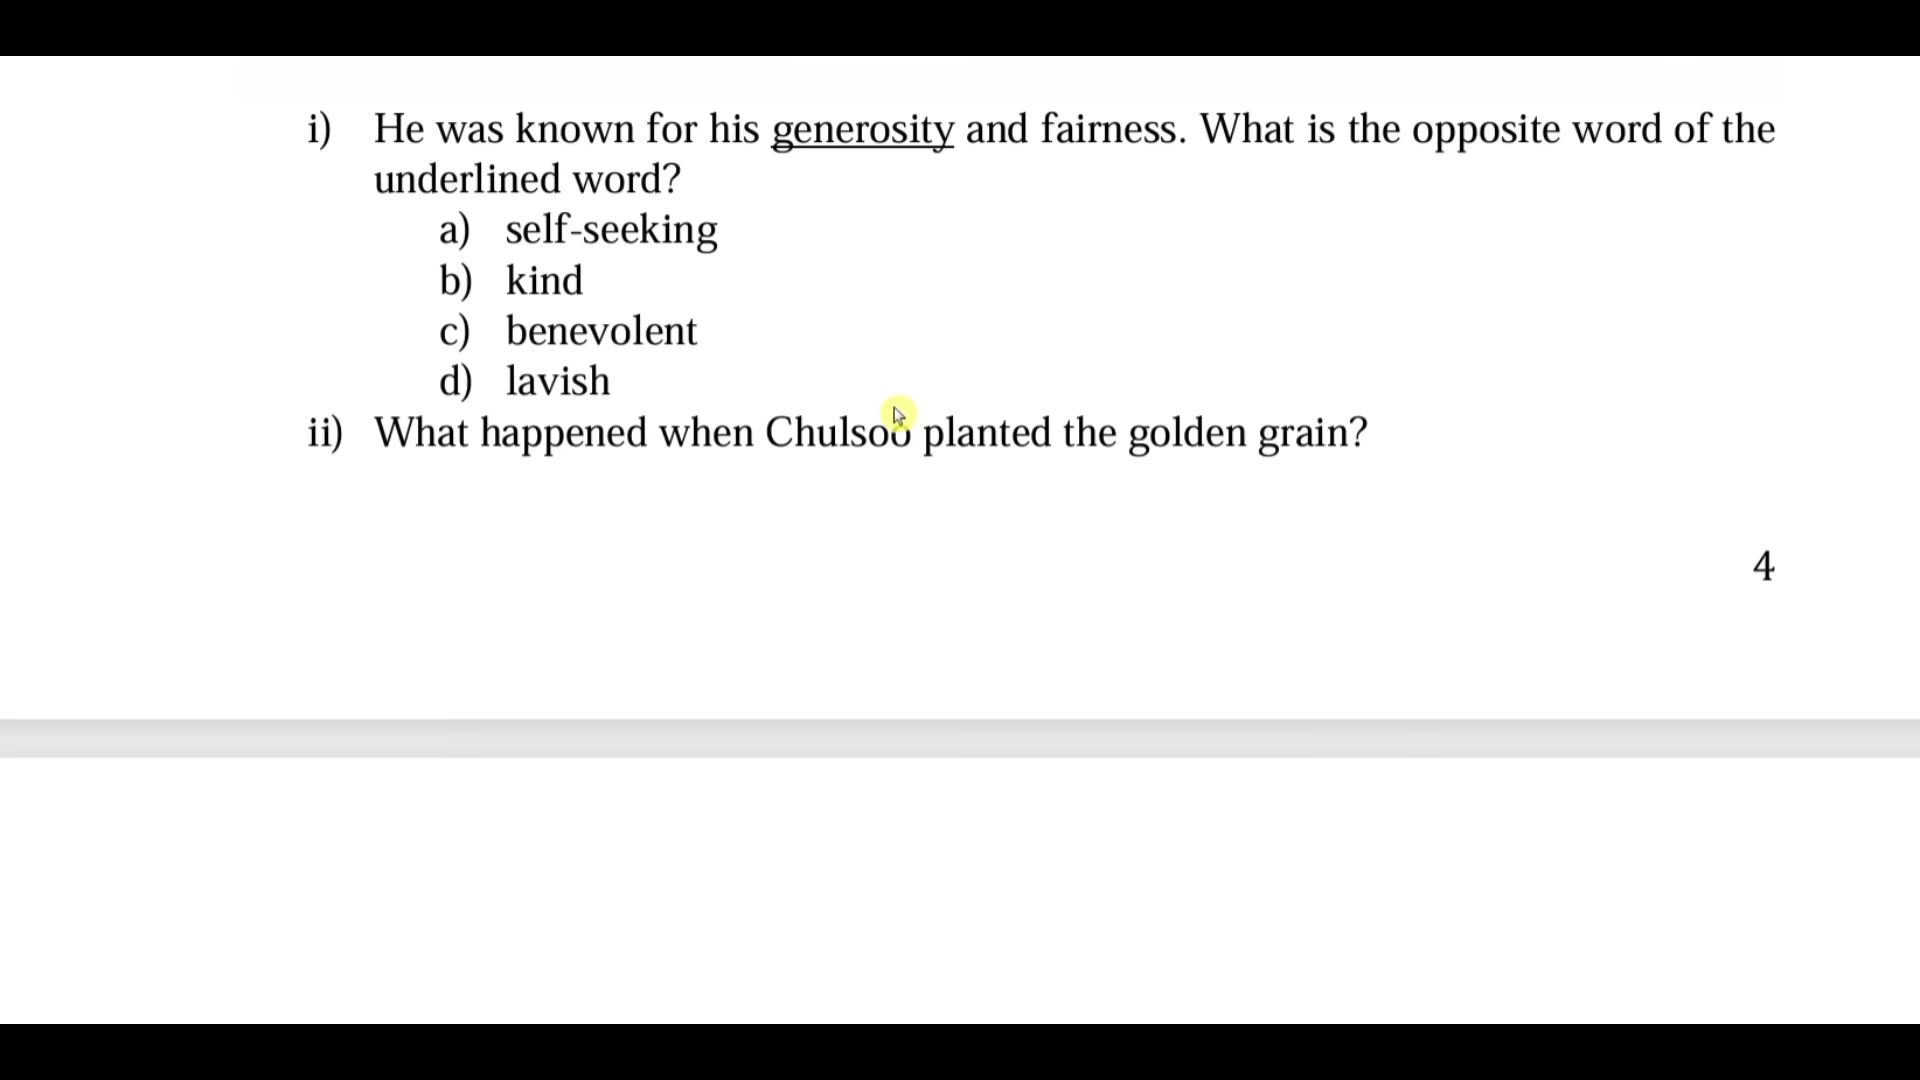 i) He was known for his generosity and fairness. What is the opposite word of the
underlined word?
a) self-seeking
b) kind
c) benevolent
d) lavish
ii) What happened when Chulsoo planted the golden grain?
4